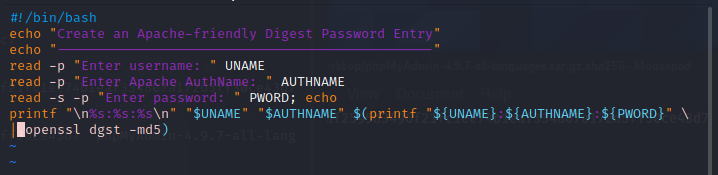 #!/bin/bash
echo "Create an Apache-friendly Digest Password Entry"
echo "-----------------------------------------------"
read -p "Enter username: " UNAME
read -p "Enter Apache AuthName: " AUTHNAME
read -s -p "Enter password: " PWORD; echo
printf "\n%s:%s:%s\n" "$UNAME" "$AUTHNAME" $(printf "${UNAME}:${AUTHNAME}:${PWORD}" \
| openssl dgst -md5)
~
~